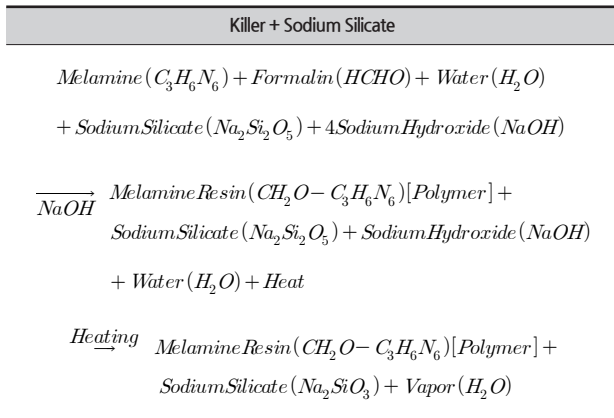 Killer + Sodium Silicate
Melamine(C₃H₆N₆) + Formalin(HCHO) + Water(H₂O)
+ SodiumSilicate(Na₂Si₂O₅) + 4SodiumHydroxide(NaOH)
→ NaOH MelamineResin(CH₂O − C₃H₆N₆)[Polymer] +
SodiumSilicate(Na₂Si₂O₅) + SodiumHydroxide(NaOH)
+ Water(H₂O) + Heat
Heating → MelamineResin(CH₂O − C₃H₆N₆)[Polymer] +
SodiumSilicate(Na₂SiO₃) + Vapor(H₂O)